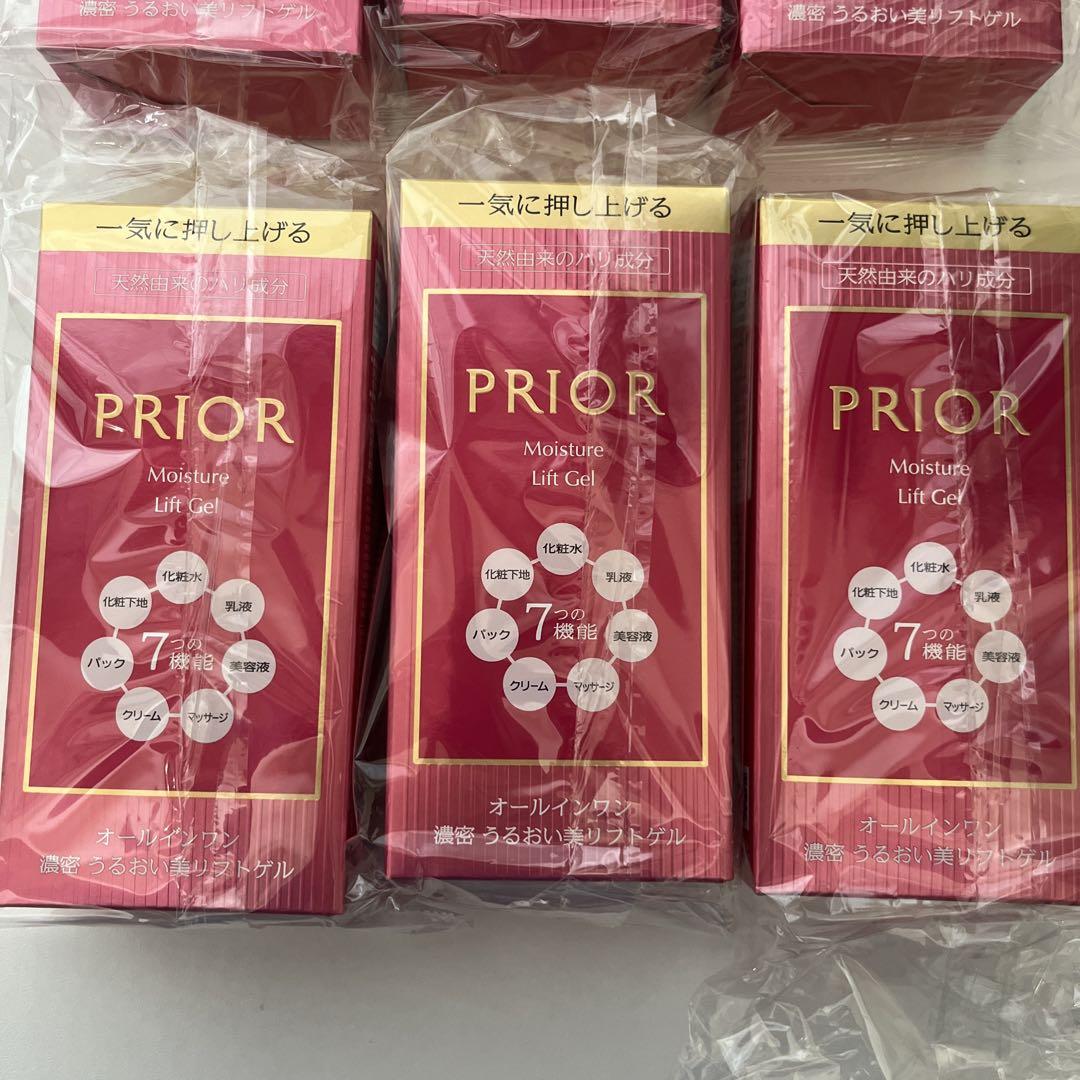 濃密 うるおい美リフトゲル
濃密 うるおい美リフトゲル
一気に押し上げる
天然由来のハリ成分
PRIOR
Moisture
Lift Gel
化粧水
化粧下地
乳液
7つの機能
パック
美容液
クリーム
マッサージ
オールインワン
濃密 うるおい美リフトゲル
一気に押し上げる
天然由来のハリ成分
PRIOR
Moisture
Lift Gel
化粧水
化粧下地
乳液
7つの機能
パック
美容液
クリーム
マッサージ
オールインワン
濃密 うるおい美リフトゲル
一気に押し上げる
天然由来のハリ成分
PRIOR
Moisture
Lift Gel
化粧水
化粧下地
乳液
7つの機能
パック
美容液
クリーム
マッサージ
オールインワン
濃密 うるおい美リフトゲル